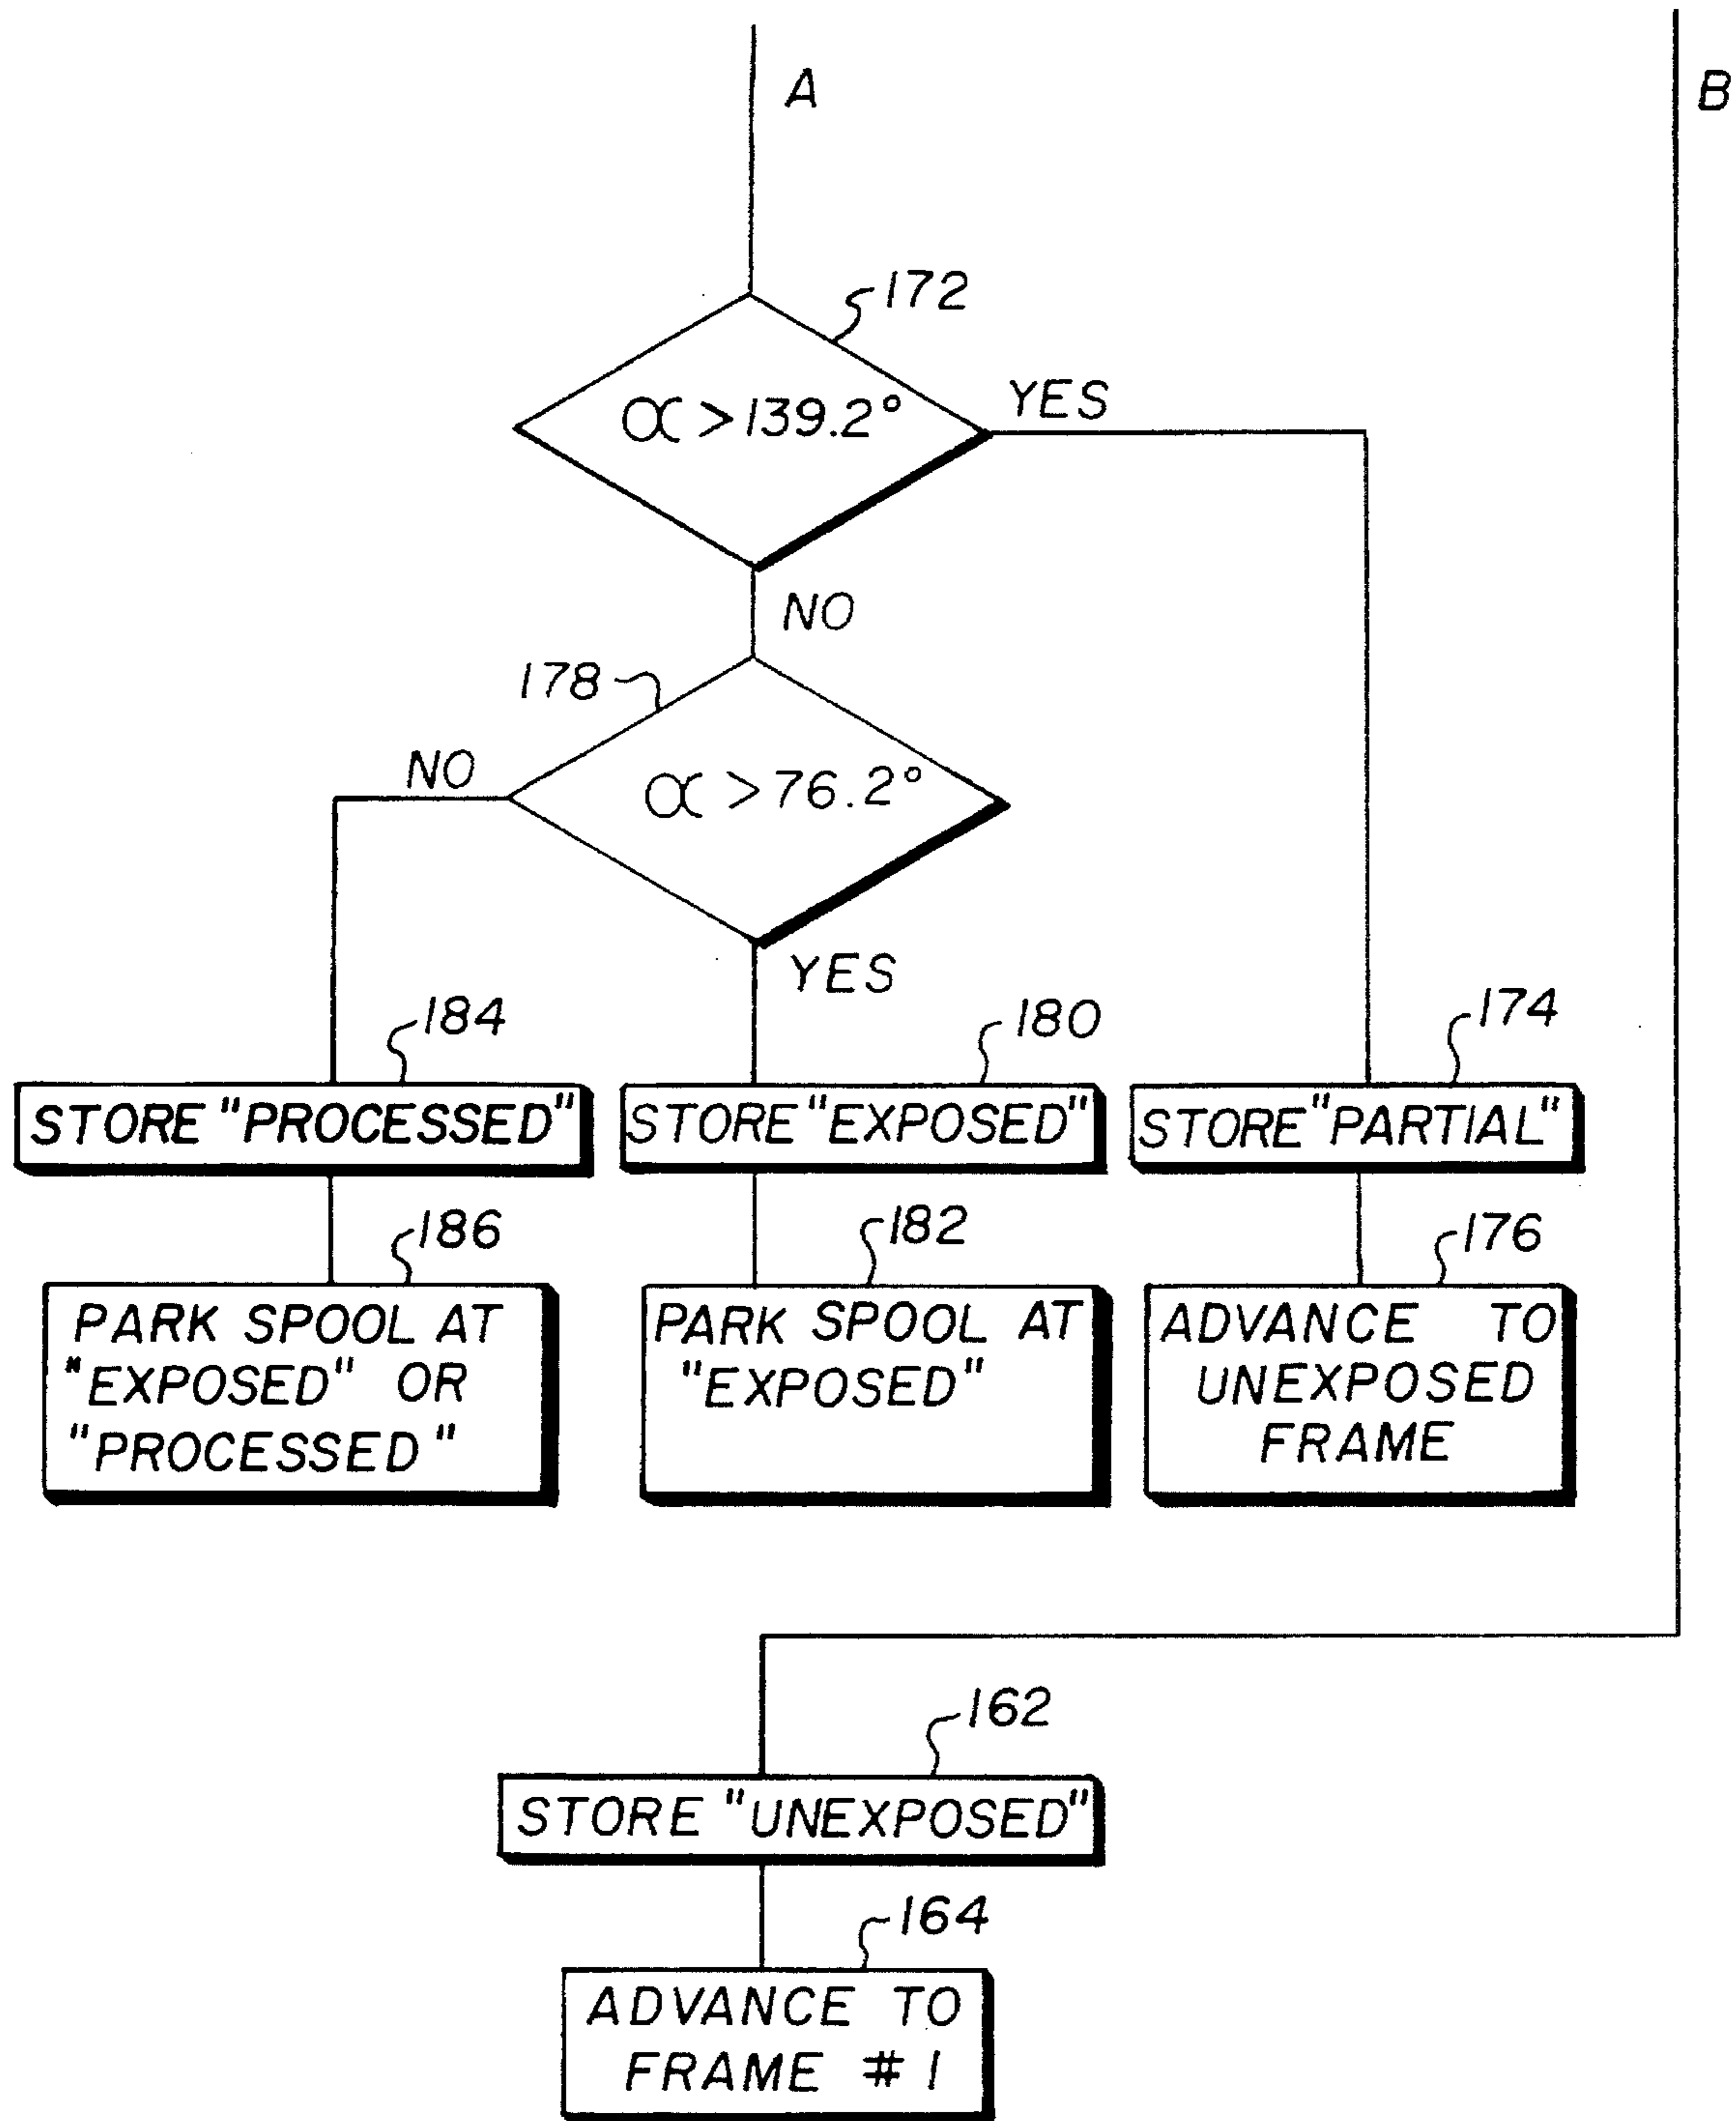 A
B
172
α > 139.2°
YES
NO
178
α > 76.2°
NO
YES
184
180
174
STORE "PROCESSED"
STORE "EXPOSED"
STORE "PARTIAL"
186
182
176
PARK SPOOL AT
"EXPOSED" OR
"PROCESSED"
PARK SPOOL AT
"EXPOSED"
ADVANCE TO
UNEXPOSED
FRAME
162
STORE "UNEXPOSED"
164
ADVANCE TO
FRAME # 1